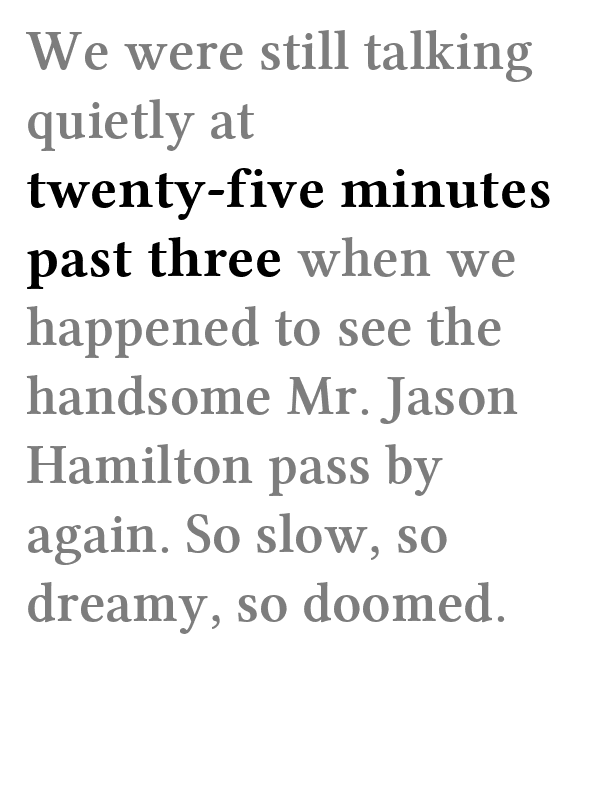 We were still talking
quietly at
twenty-five minutes
past three when we
happened to see the
handsome Mr. Jason
Hamilton pass by
again. So slow, so
dreamy, so doomed.